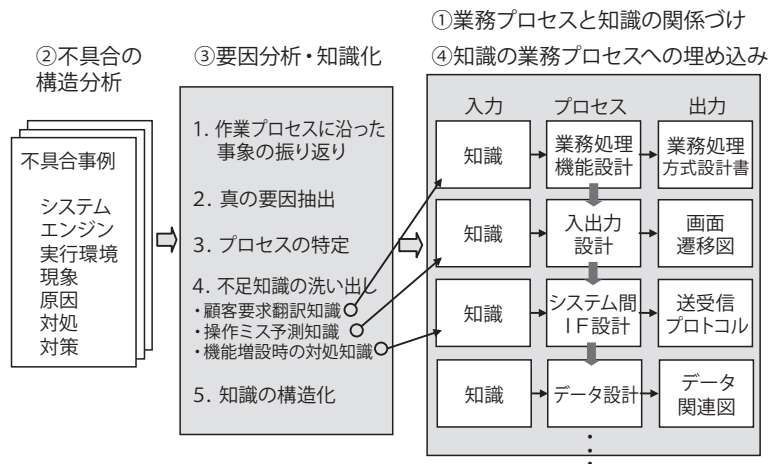 ①業務プロセスと知識の関係づけ
②不具合の
構造分析
③要因分析・知識化
④知識の業務プロセスへの埋め込み
不具合事例
システム
エンジン
実行環境
現象
原因
対処
対策
1. 作業プロセスに沿った
事象の振り返り
2. 真の要因抽出
3. プロセスの特定
4. 不足知識の洗い出し
・顧客要求翻訳知識
・操作ミス予測知識
・機能増設時の対処知識
5. 知識の構造化
入力 プロセス 出力
知識
業務処理
機能設計
業務処理
方式設計書
知識
入出力
設計
画面
遷移図
知識
システム間
IF設計
送受信
プロトコル
知識
データ設計
データ
関連図